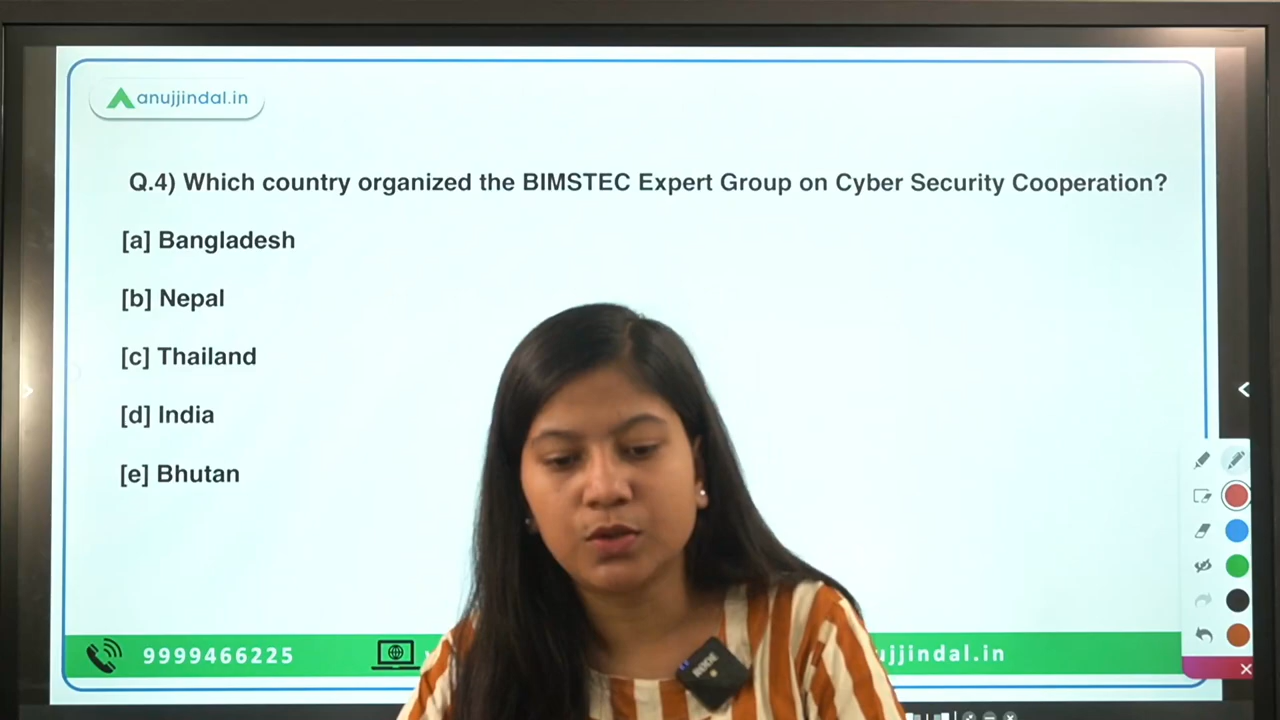 anujjindal.in
Q.4) Which country organized the BIMSTEC Expert Group on Cyber Security Cooperation?
[a] Bangladesh
[b] Nepal
[c] Thailand
[d] India
[e] Bhutan
9999466225
ujjindal.in